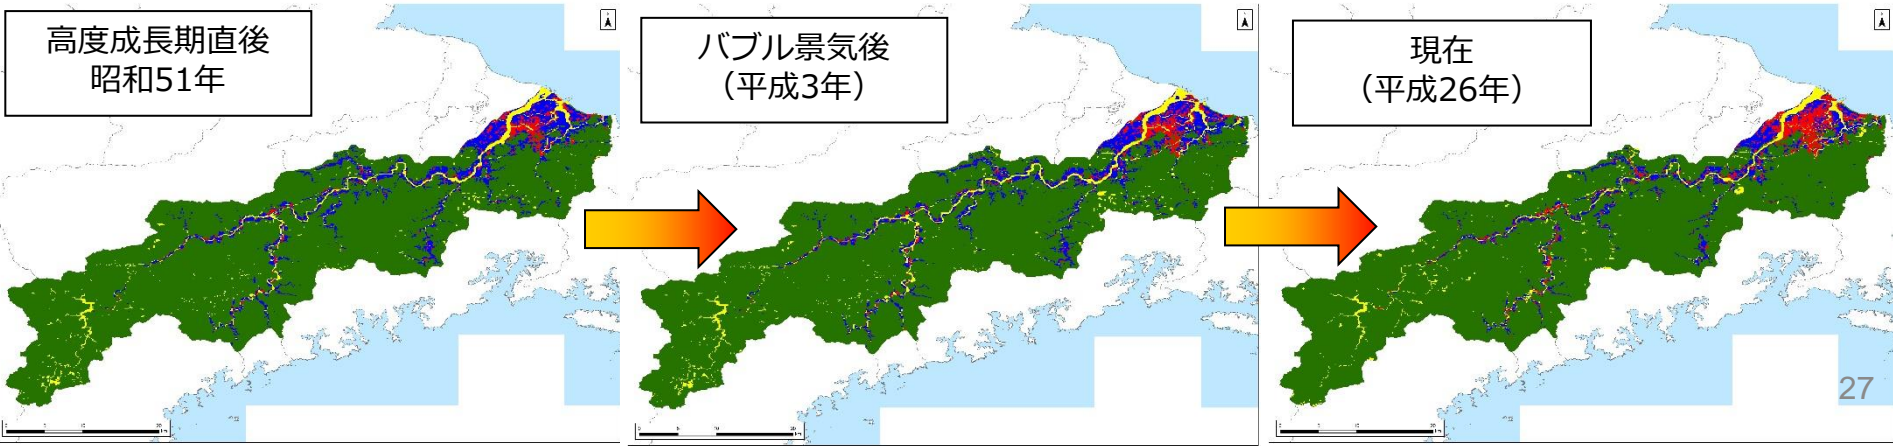 高度成長期直後
昭和51年
バブル景気後
（平成3年）
現在
（平成26年）
27